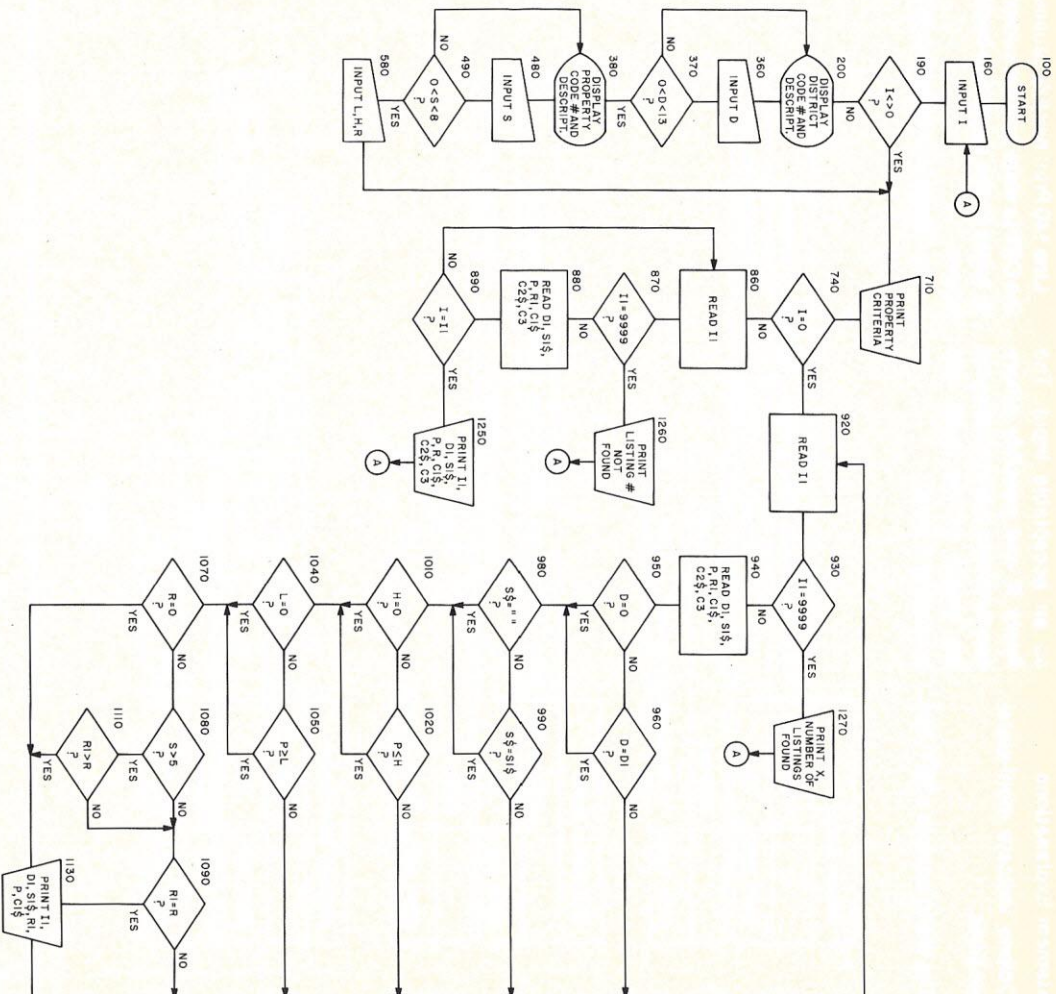 100
START
160
INPUT I
A
190
I<>0
?
YES
NO
200
DISPLAY
DISTRICT
CODE # AND
DESCRIPT.
360
INPUT D
370
0<D<13
?
NO
YES
380
DISPLAY
PROPERTY
CODE # AND
DESCRIPT.
480
INPUT S
490
0<S<8
?
NO
YES
580
INPUT L,H,R
710
PRINT
PROPERTY
CRITERIA
740
I=0
?
YES
NO
860
READ I1
870
I1=9999
?
YES
NO
880
READ D1, S1$,
P, R1, C1$
C2$, C3
890
I=I1
?
NO
YES
1260
PRINT
LISTING #
NOT
FOUND
A
1250
PRINT I1,
D1, S1$,
P, R, C1$,
C2$, C3
A
920
READ I1
930
I1=9999
?
YES
NO
1270
PRINT X,
NUMBER OF
LISTINGS
FOUND
A
940
READ D1, S1$,
P, R1, C1$,
C2$, C3
950
D=0
?
NO
YES
960
D=D1
?
YES
NO
980
S$=""
?
NO
YES
990
S$=S1$
?
YES
NO
1010
H=0
?
NO
YES
1020
P≤H
?
YES
NO
1040
L=0
?
NO
YES
1050
P≥L
?
YES
NO
1070
R=0
?
NO
YES
1080
S>5
?
YES
NO
1110
R1>R
?
YES
NO
1090
R1=R
?
YES
NO
1130
PRINT I1,
D1, S1$, R1,
P, C1$